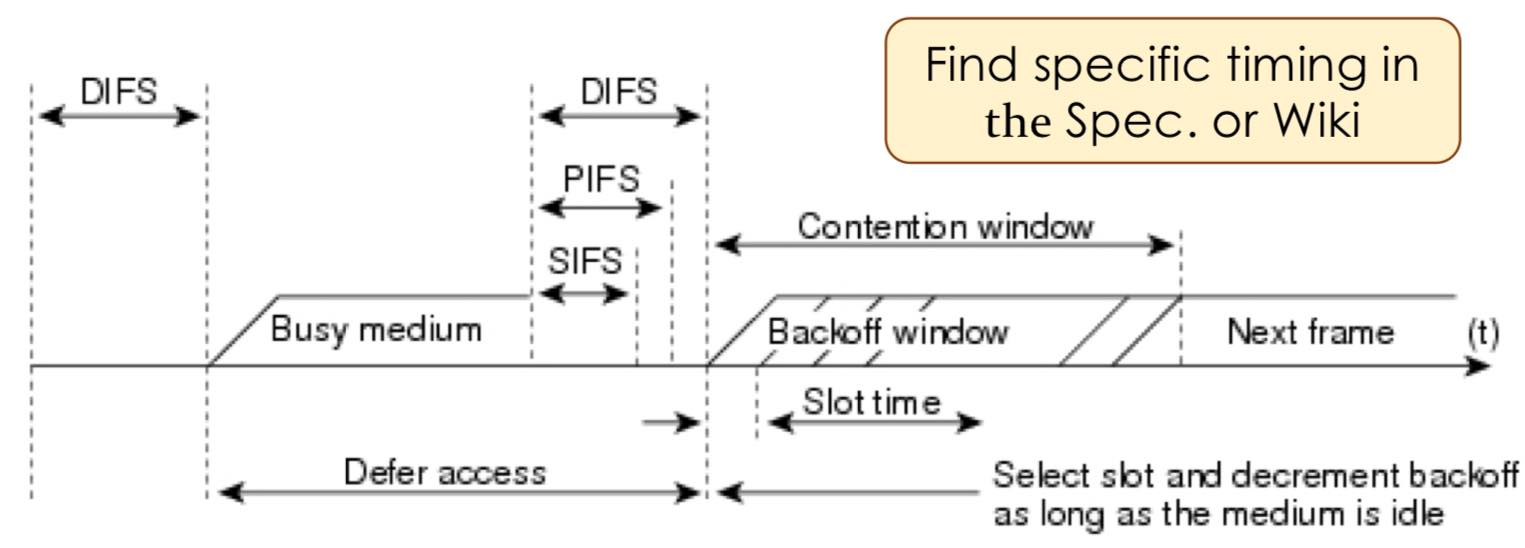 Find specific timing in
the Spec. or Wiki
DIFS
DIFS
PIFS
Contention window
SIFS
Busy medium
Backoff window
Next frame
(t)
Slot time
Defer access
Select slot and decrement backoff
as long as the medium is idle